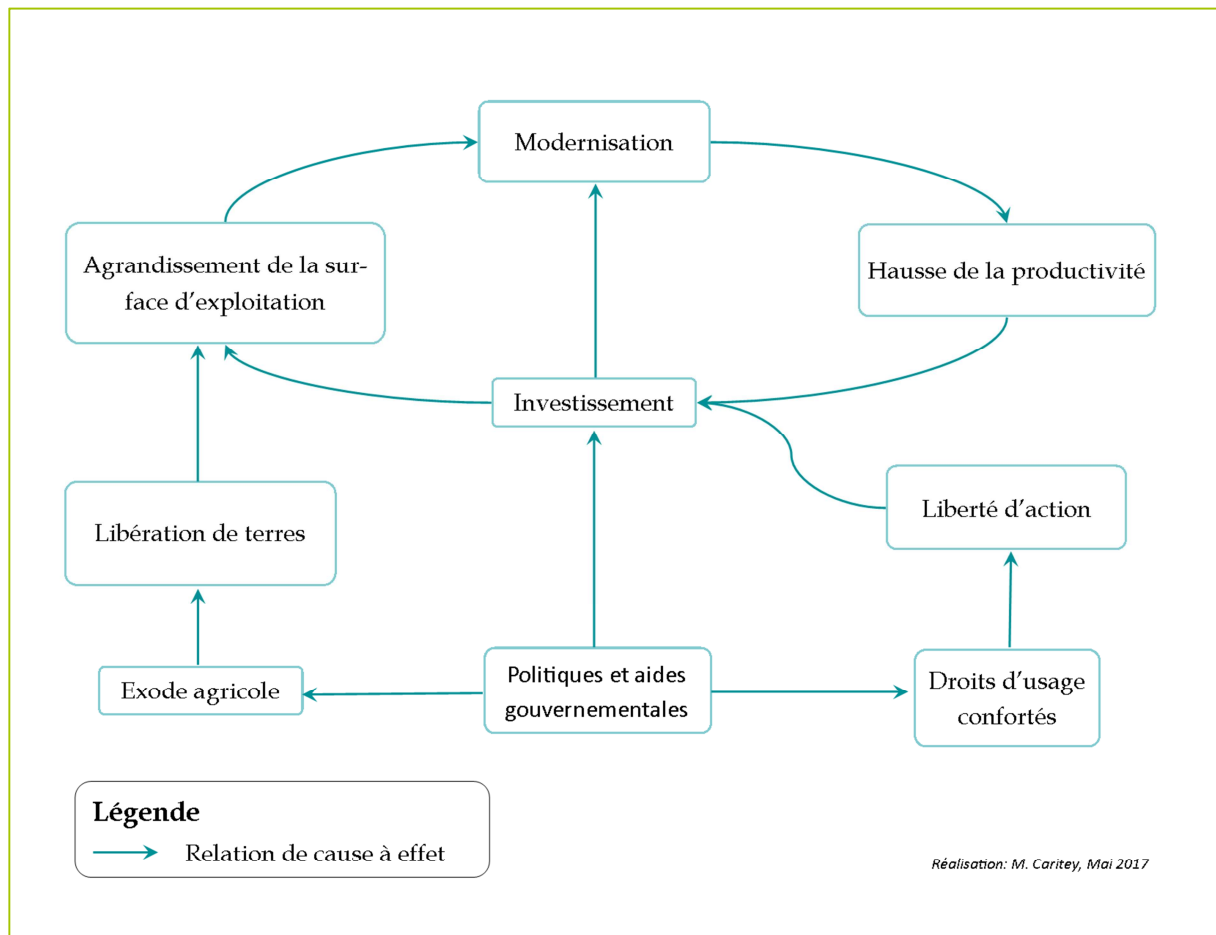 Modernisation
Agrandissement de la sur-
face d'exploitation
Hausse de la productivité
Investissement
Libération de terres
Liberté d'action
Exode agricole
Politiques et aides
gouvernementales
Droits d'usage
confortés
Légende
Relation de cause à effet
Réalisation: M. Caritey, Mai 2017